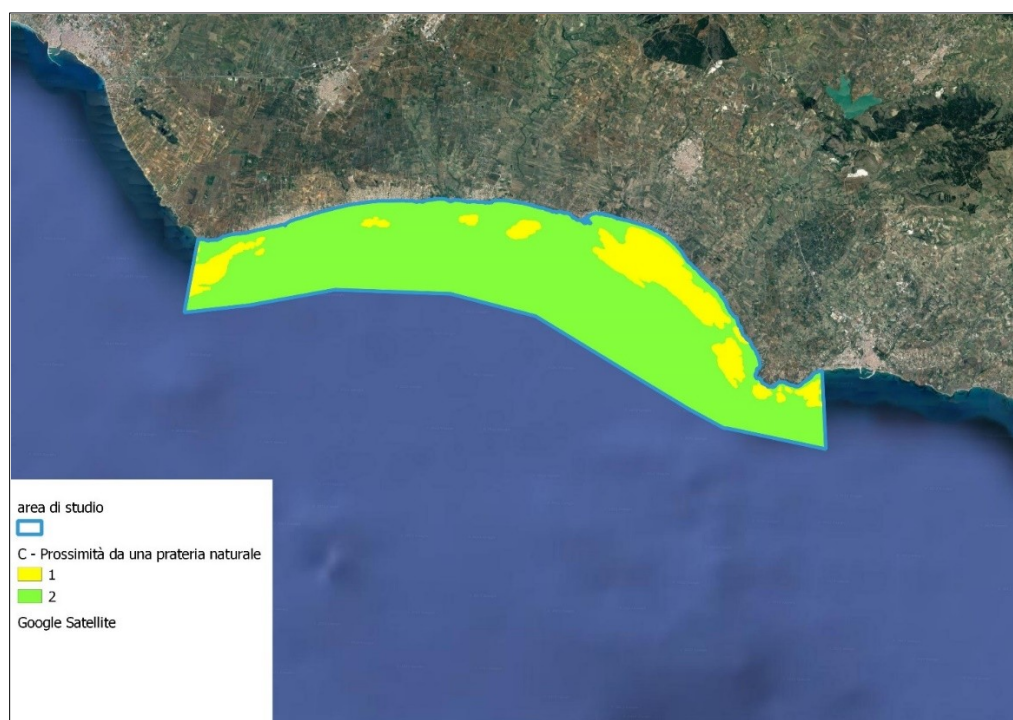 area di studio
C - Prossimità da una prateria naturale
1
2
Google Satellite